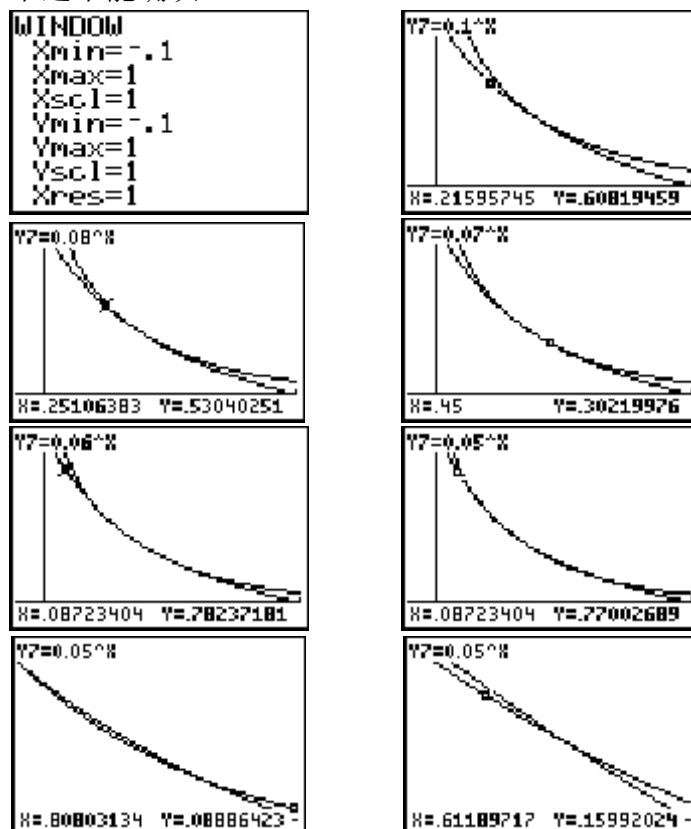 WINDOW
Xmin=-.1
Xmax=1
Xscl=1
Ymin=-.1
Ymax=1
Yscl=1
Xres=1
Y7=0.1^X
X=.21595745 Y=.60819459
Y7=0.08^X
X=.25106383 Y=.53040251
Y7=0.07^X
X=.45 Y=.30219976
Y7=0.06^X
X=.08723404 Y=.78237181
Y7=0.05^X
X=.08723404 Y=.77002689
Y7=0.05^X
X=.80803134 Y=.08886423
Y7=0.05^X
X=.61189717 Y=.15992024